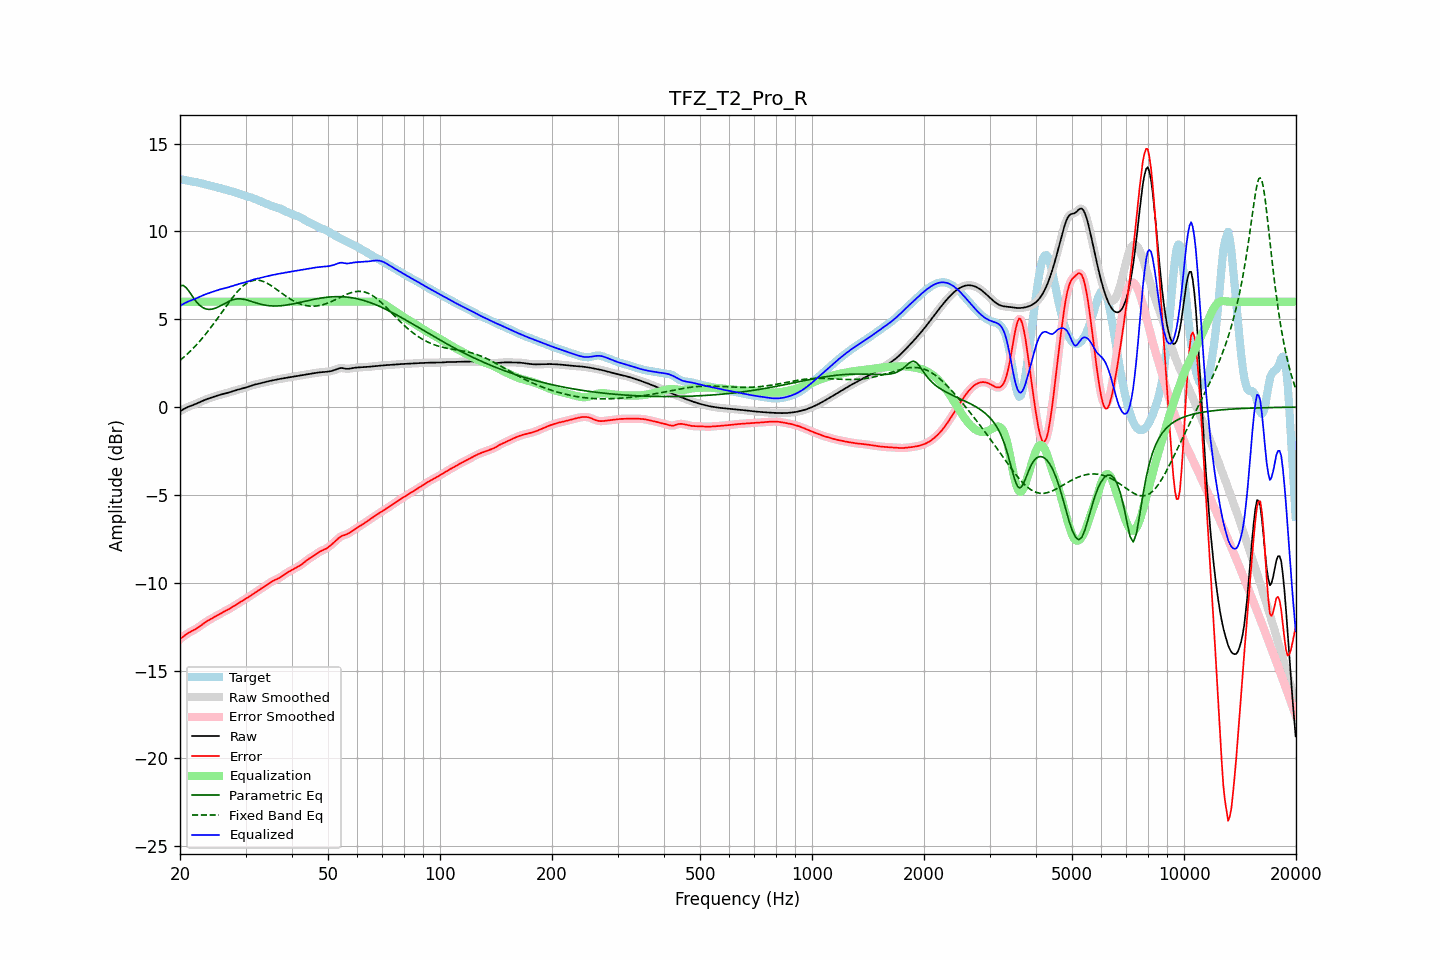 TFZ_T2_Pro_R
15
10
5
0
−5
−10
−15
−20
−25
Amplitude (dBr)
Target
Raw Smoothed
Error Smoothed
Raw
Error
Equalization
Parametric Eq
Fixed Band Eq
Equalized
20 50 100 200 500 1000 2000 5000 10000 20000
Frequency (Hz)